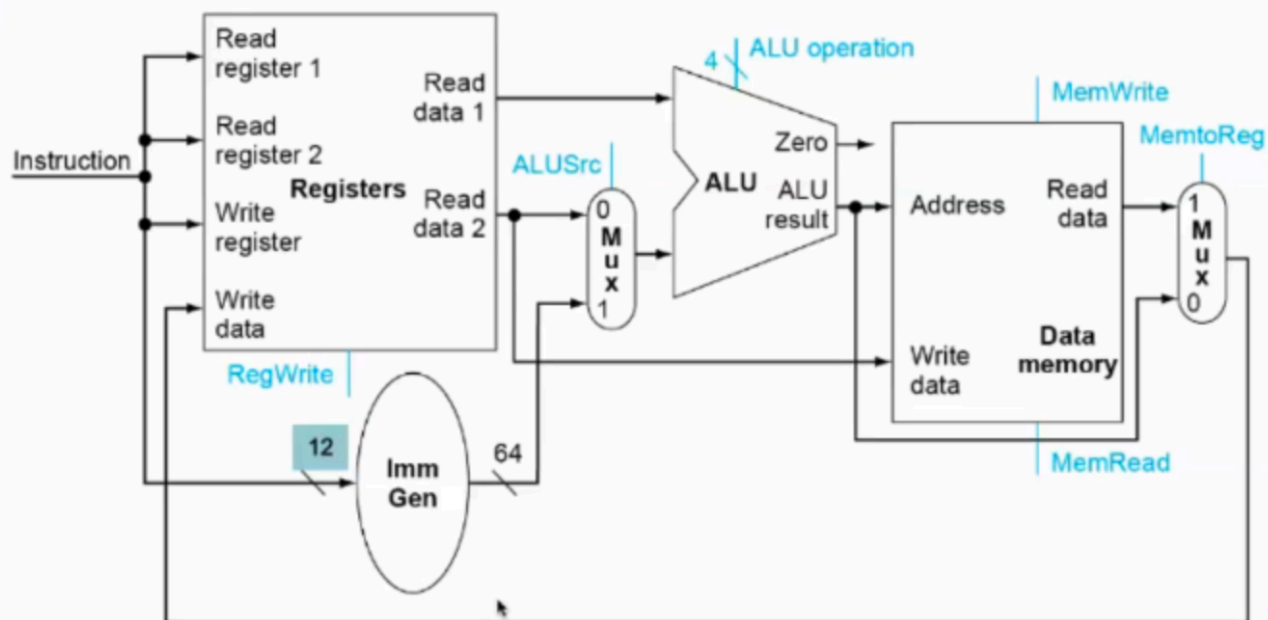 Instruction
Read
register 1
Read
register 2
Write
register
Write
data
Registers
Read
data 1
Read
data 2
RegWrite
12
Imm
Gen
64
ALUSrc
0
M
u
x
1
4
ALU operation
ALU
Zero
ALU
result
MemWrite
Address
Read
data
Write
data
Data
memory
MemRead
MemtoReg
1
M
u
x
0